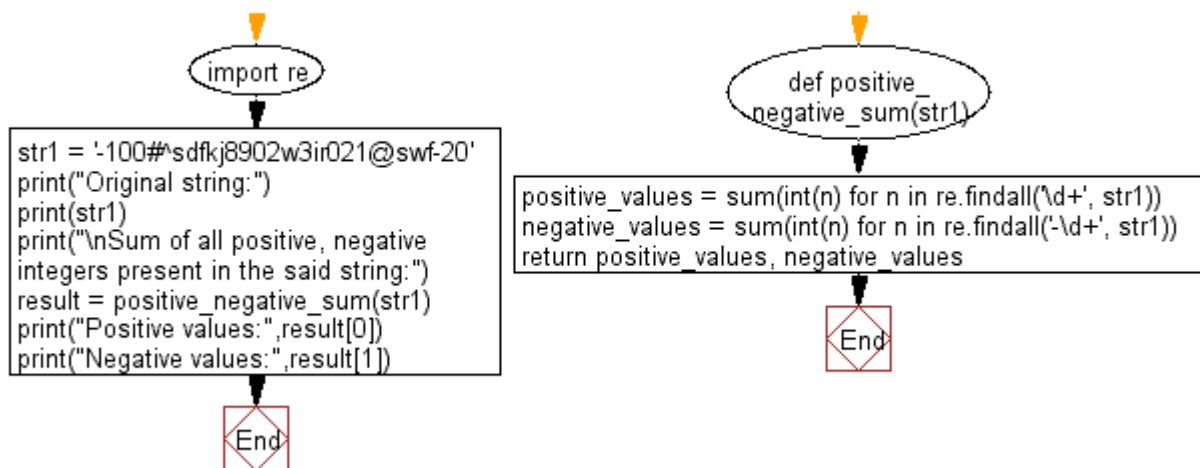 import re
str1 = '-100#^sdfkj8902w3ir021@swf-20'
print("Original string:")
print(str1)
print("\nSum of all positive, negative
integers present in the said string:")
result = positive_negative_sum(str1)
print("Positive values:",result[0])
print("Negative values:",result[1])
End
def positive_
negative_sum(str1)
positive_values = sum(int(n) for n in re.findall('\d+', str1))
negative_values = sum(int(n) for n in re.findall('-\d+', str1))
return positive_values, negative_values
End